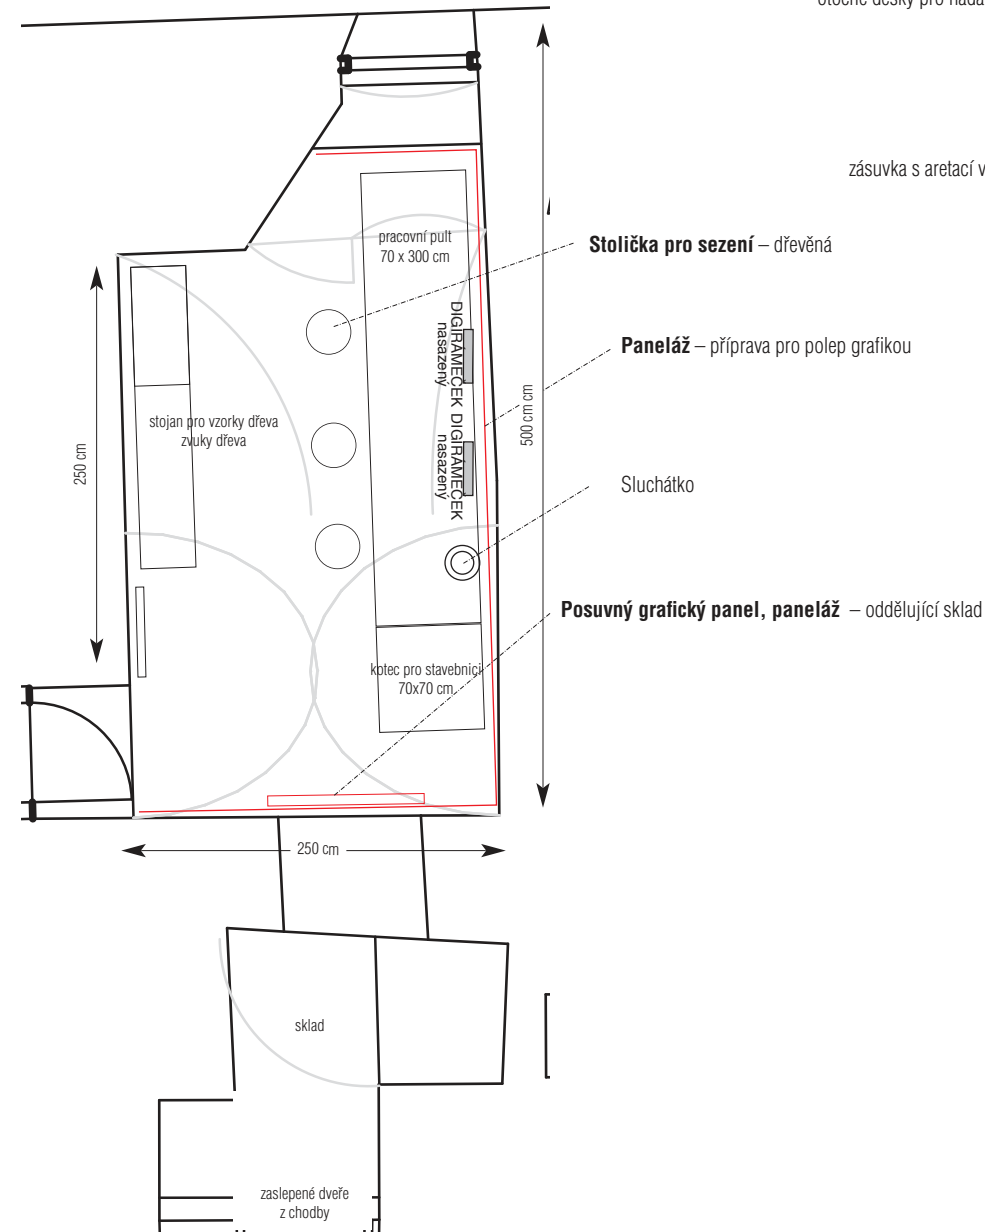 otočné desky pro háda
zásuvka s aretací v
pracovní pult
70 x 300 cm
Stolička pro sezení – dřevěná
DIGIRÁMEČEK
nasazený
Paneláž – příprava pro polep grafikou
stojan pro vzorky dřeva
zvuky dřeva
DIGIRÁMEČEK
nasazený
500 cm cm
250 cm
Sluchátko
Posuvný grafický panel, paneláž – oddělující sklad
kotec pro stavebnici
70x70 cm
250 cm
sklad
zaslepené dveře
z chodby